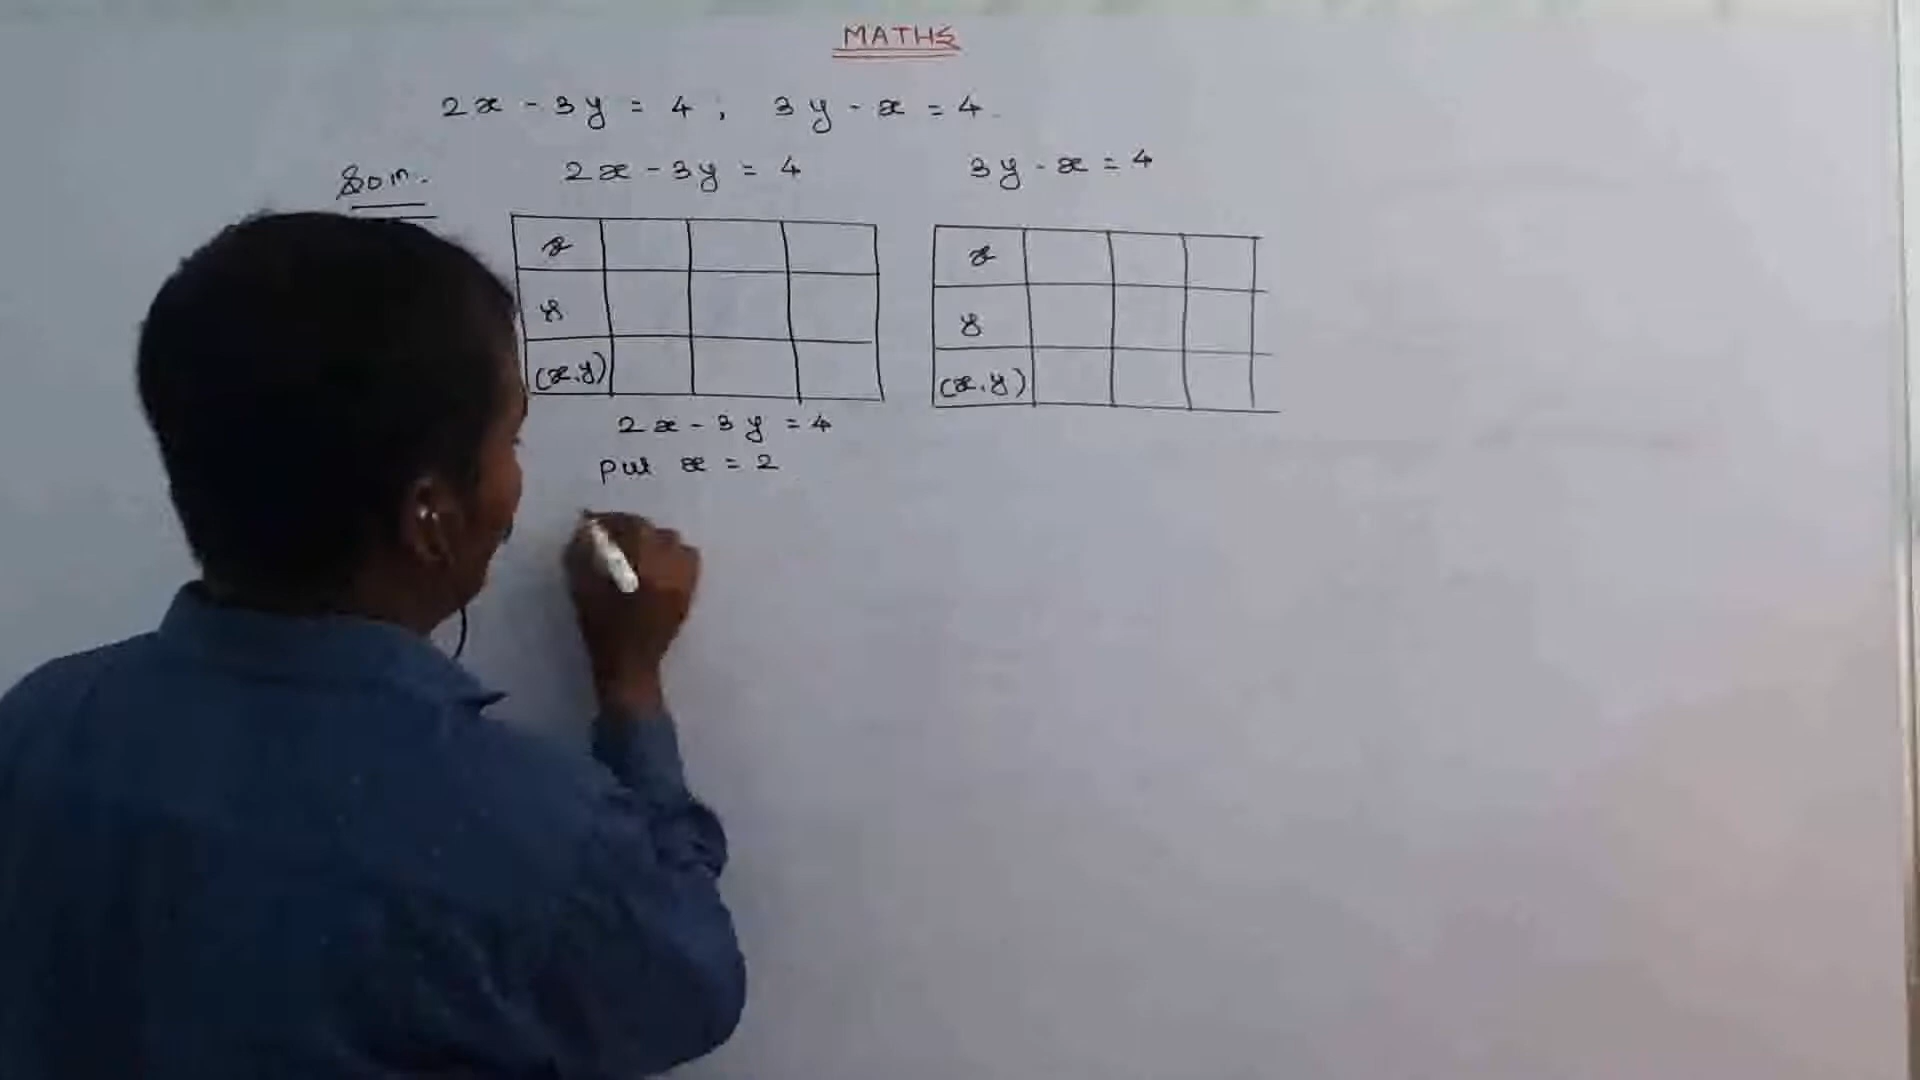 MATHS
2x - 3y = 4 ; 3y - x = 4.
Soln.
2x - 3y = 4
x
y
(x,y)
3y - x = 4
x
y
(x,y)
2x - 3y = 4
put x = 2